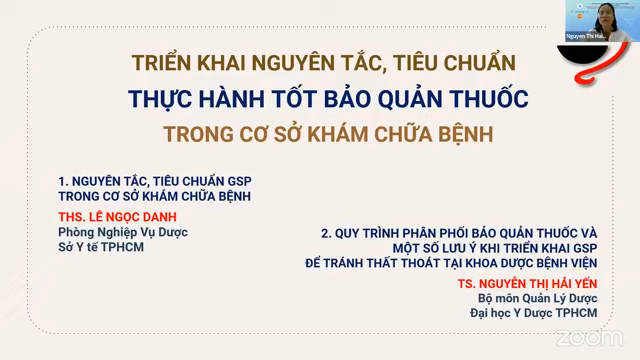 Nguyen Thi Hai...
TRIỂN KHAI NGUYÊN TẮC, TIÊU CHUẨN
THỰC HÀNH TỐT BẢO QUẢN THUỐC
TRONG CƠ SỞ KHÁM CHỮA BỆNH
1. NGUYÊN TẮC, TIÊU CHUẨN GSP
TRONG CƠ SỞ KHÁM CHỮA BỆNH
THS. LÊ NGỌC DANH
Phòng Nghiệp Vụ Dược
Sở Y tế TPHCM
2. QUY TRÌNH PHÂN PHỐI BẢO QUẢN THUỐC VÀ
MỘT SỐ LƯU Ý KHI TRIỂN KHAI GSP
ĐỂ TRÁNH THẤT THOÁT TẠI KHOA DƯỢC BỆNH VIỆN
TS. NGUYỄN THỊ HẢI YẾN
Bộ môn Quản Lý Dược
Đại học Y Dược TPHCM
zoom